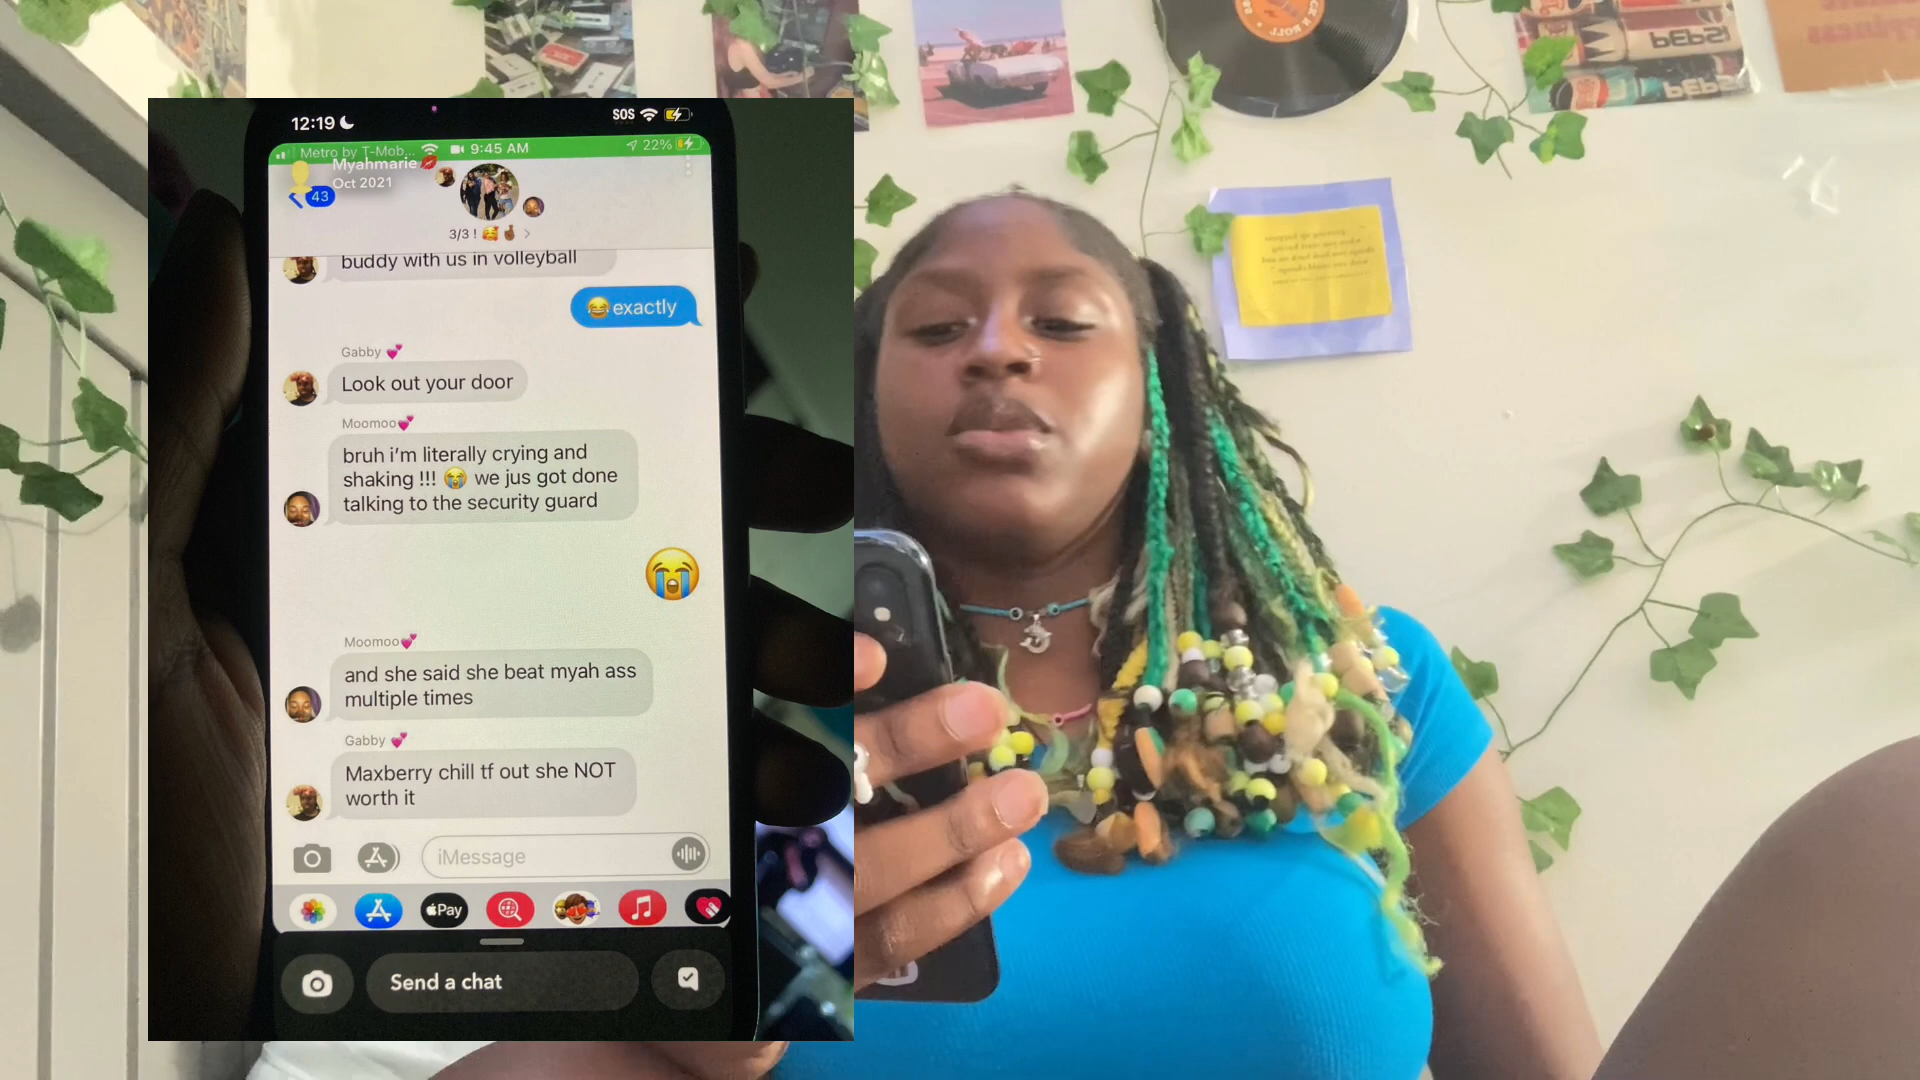 12:19
SOS
Metro by T-Mob...
9:45 AM
22%
Myahmarie💋
Oct 2021
43
3/3 ! 🥰🤞🏾 >
buddy with us in volleyball
😂exactly
Gabby 💕
Look out your door
Moomoo💕
bruh i’m literally crying and
shaking !!! 😭 we jus got done
talking to the security guard
😭
Moomoo💕
and she said she beat myah ass
multiple times
Gabby 💕
Maxberry chill tf out she NOT
worth it
iMessage
Pay
Send a chat
ROLL
PEPSI
PEPSI